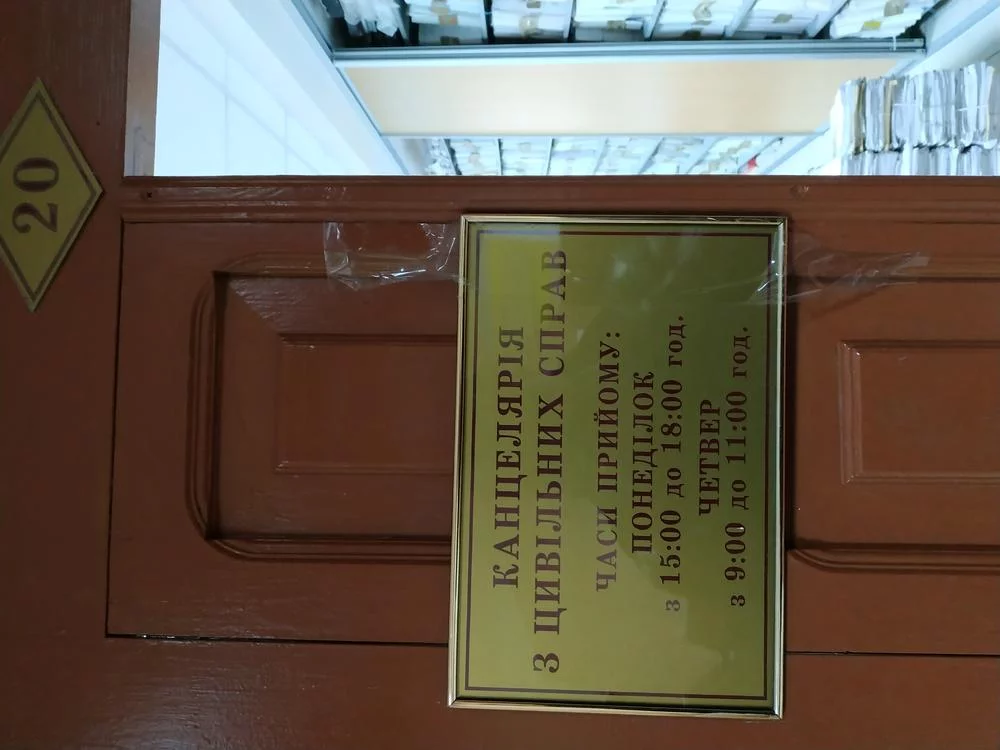 20
КАНЦЕЛЯРІЯ
З ЦИВІЛЬНИХ СПРАВ
ЧАСИ ПРИЙОМУ:
ПОНЕДІЛОК
з 15:00 до 18:00 год.
ЧЕТВЕР
з 9:00 до 11:00 год.